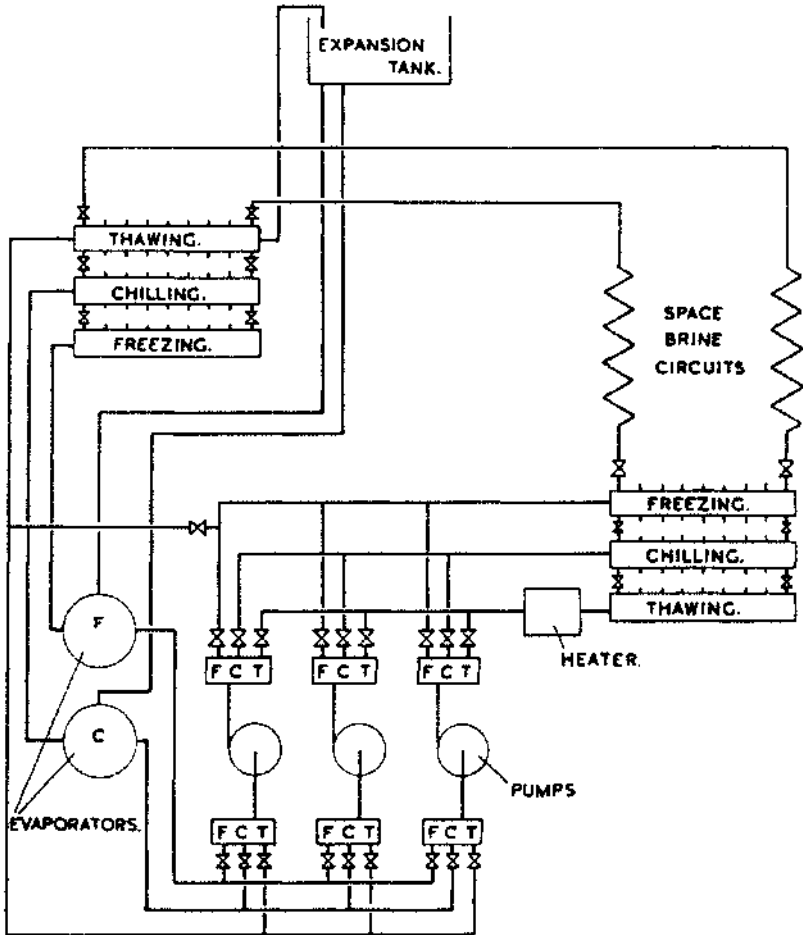 EXPANSION
TANK.
THAWING.
CHILLING.
FREEZING.
SPACE
BRINE
CIRCUITS
FREEZING.
CHILLING.
THAWING.
HEATER.
F
F C T
F C T
F C T
C
PUMPS
EVAPORATORS.
F C T
F C T
F C T